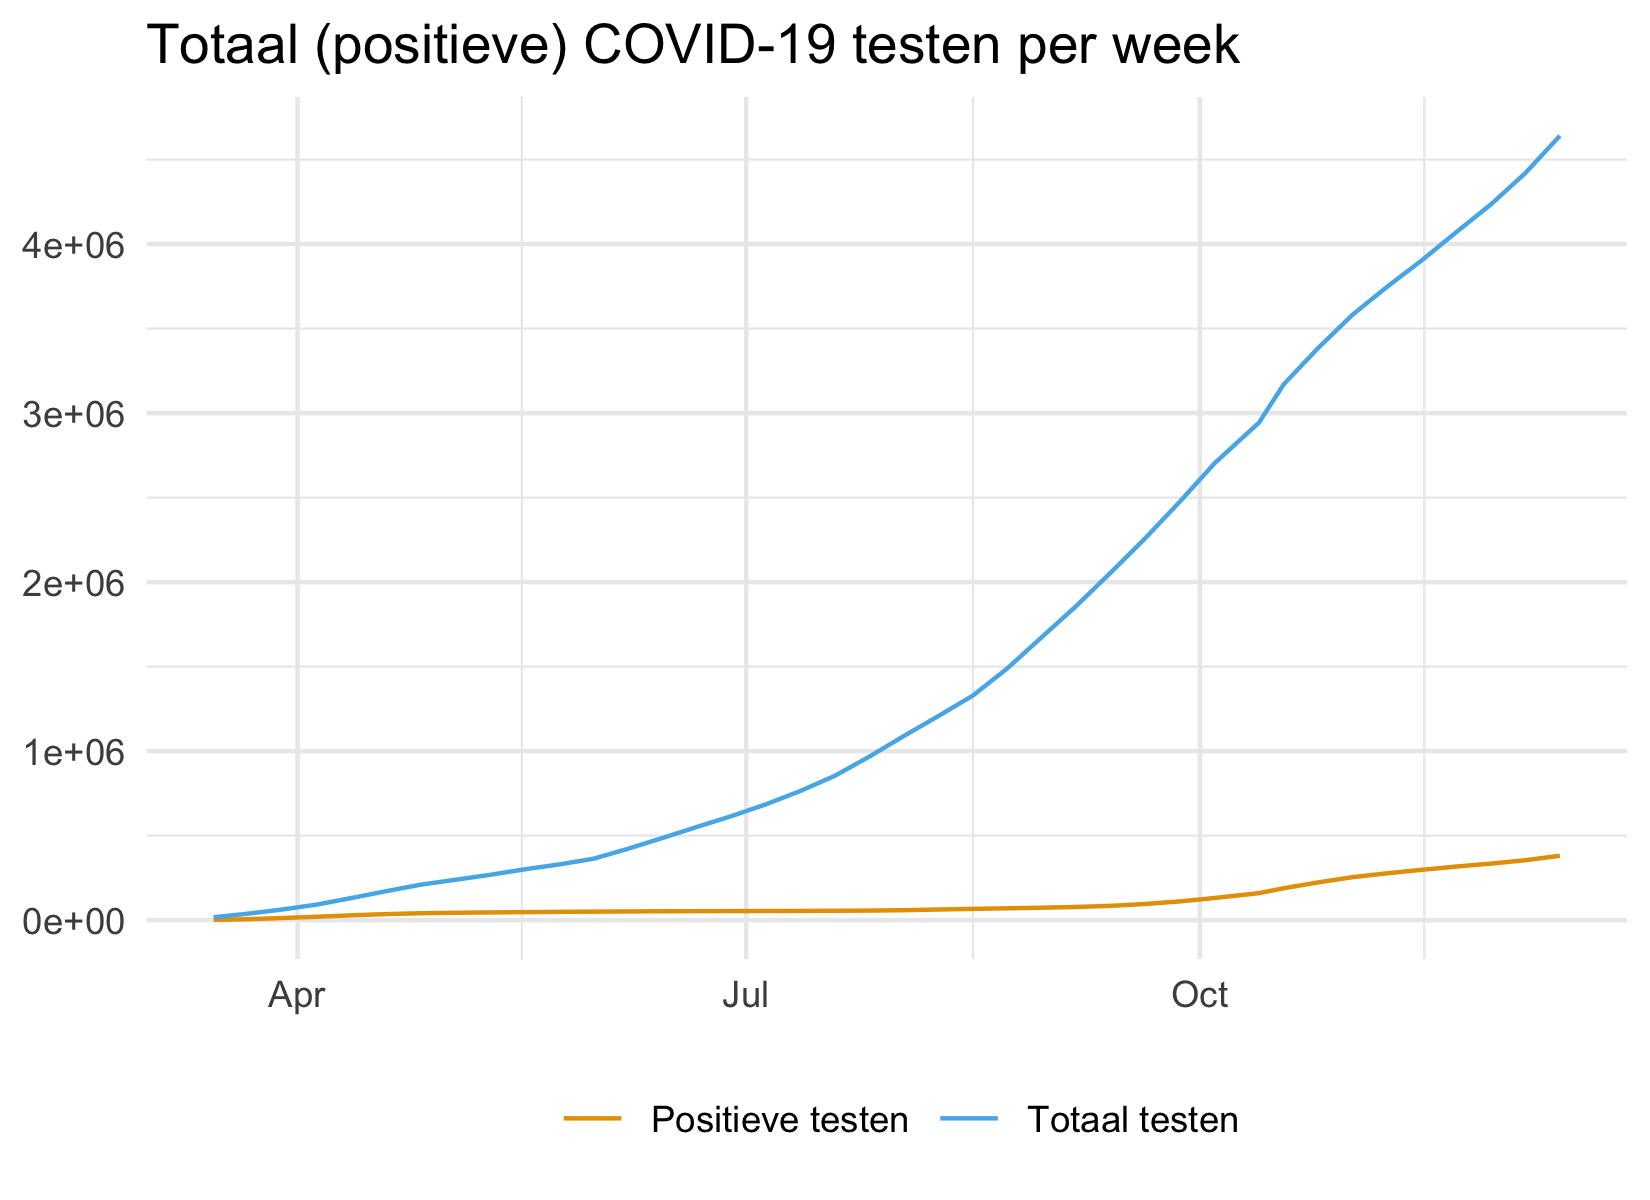 Totaal (positieve) COVID-19 testen per week
4e+06
3e+06
2e+06
1e+06
0e+00
Apr Jul Oct
Positieve testen Totaal testen